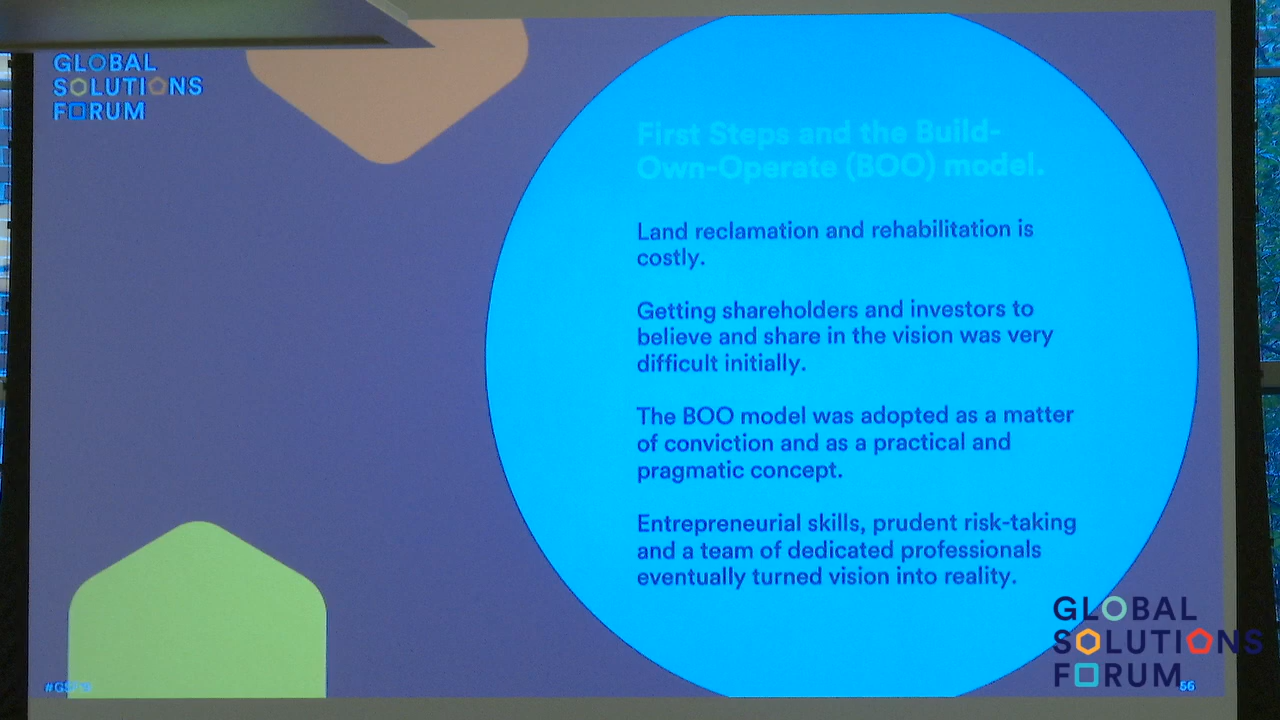 GLOBAL
SOLUTIONS
FORUM
First Steps and the Build-
Own-Operate (BOO) model.
Land reclamation and rehabilitation is
costly.
Getting shareholders and investors to
believe and share in the vision was very
difficult initially.
The BOO model was adopted as a matter
of conviction and as a practical and
pragmatic concept.
Entrepreneurial skills, prudent risk-taking
and a team of dedicated professionals
eventually turned vision into reality.
GLOBAL
SOLUTIONS
FORUM
56